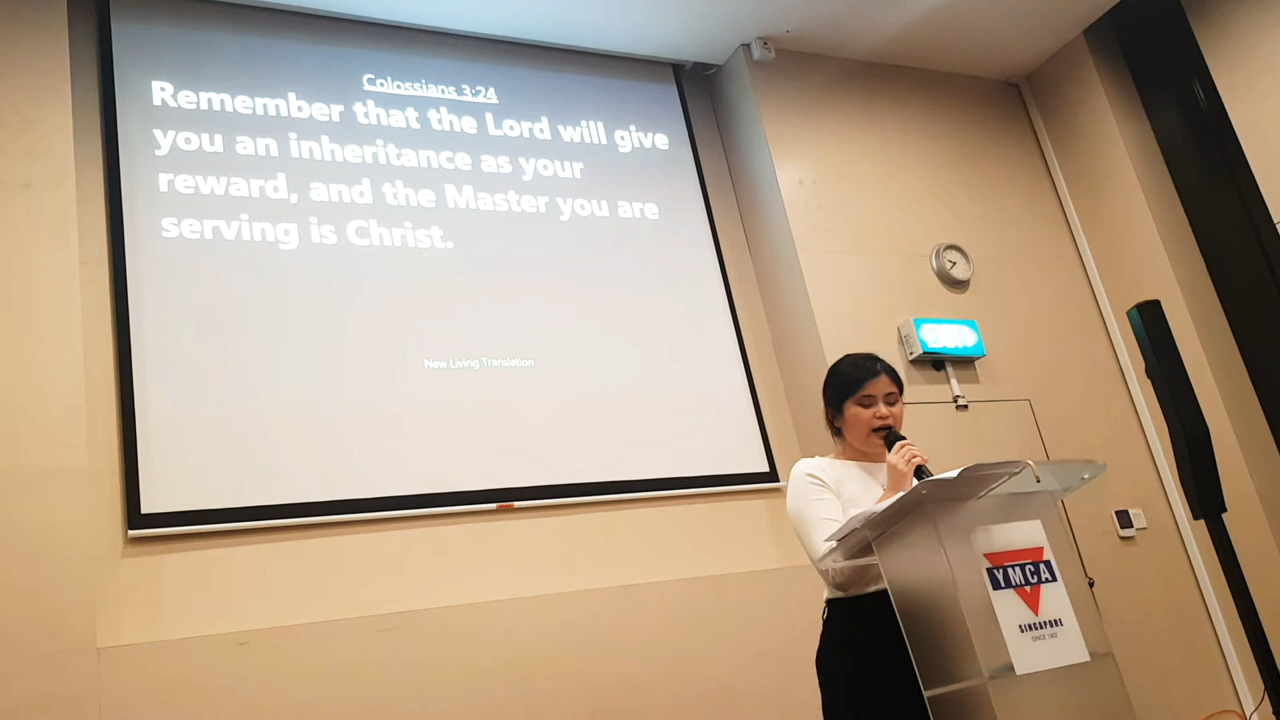 Colossians 3:24
Remember that the Lord will give
you an inheritance as your
reward, and the Master you are
serving is Christ.
New Living Translation
YMCA
SINGAPORE
SINCE 1902